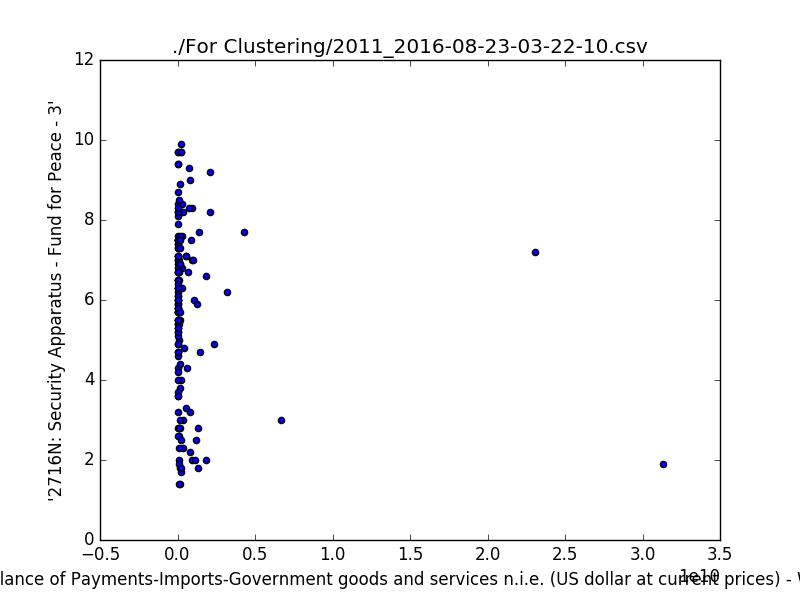 ./For Clustering/2011_2016-08-23-03-22-10.csv
12
10
8
6
4
2
0
'2716N: Security Apparatus - Fund for Peace - 3'
−0.5 0.0 0.5 1.0 1.5 2.0 2.5 3.0 3.5
1e10
lance of Payments-Imports-Government goods and services n.i.e. (US dollar at current prices) -